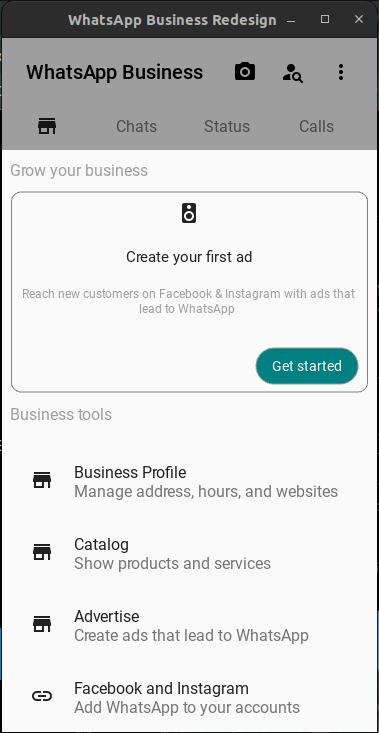 WhatsApp Business Redesign
WhatsApp Business
Chats Status Calls
Grow your business
Create your first ad
Reach new customers on Facebook & Instagram with ads that
lead to WhatsApp
Get started
Business tools
Business Profile
Manage address, hours, and websites
Catalog
Show products and services
Advertise
Create ads that lead to WhatsApp
Facebook and Instagram
Add WhatsApp to your accounts